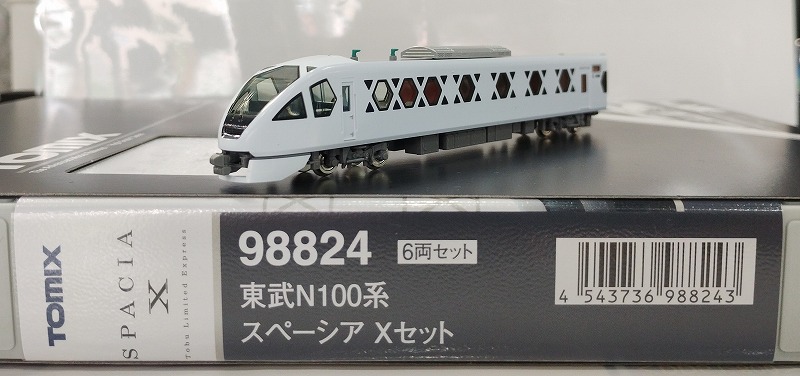 TOMIX
TOMIX
SPACIA
X
Tobu Limited Express
98824
6両セット
東武N100系
スペーシア Xセット
4 543736 988243